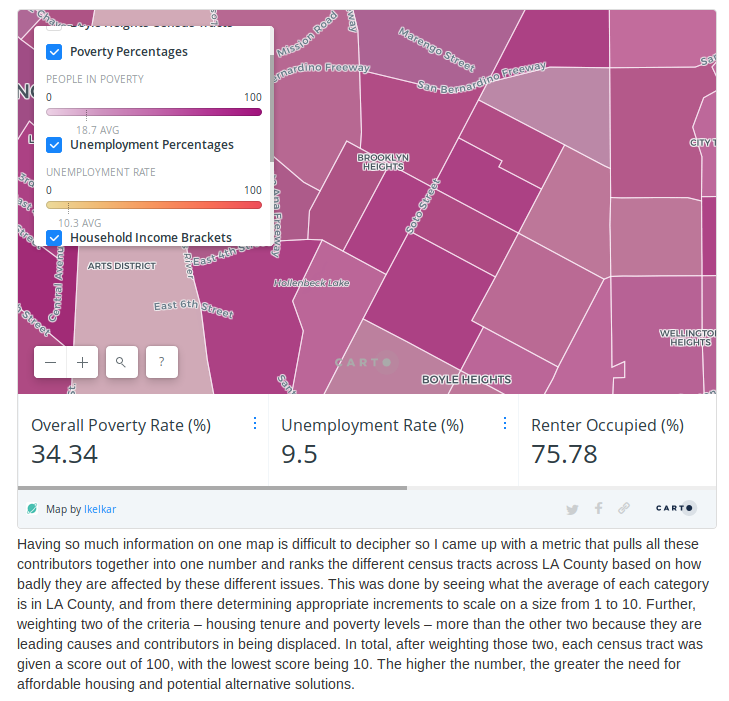 Mission Road
Marengo Street
San-Bernardino Freeway
Poverty Percentages
PEOPLE IN POVERTY
0 100
18.7 AVG
Unemployment Percentages
UNEMPLOYMENT RATE
0 100
10.3 AVG
Household Income Brackets
BROOKLYN
HEIGHTS
Soto Street
East 4th
ARTS DISTRICT
Hollenbeck Lake
East 6th Street
Central Avenue
WELLINGTON
HEIGHTS
CARTO
BOYLE HEIGHTS
?
Overall Poverty Rate (%)
34.34
Unemployment Rate (%)
9.5
Renter Occupied (%)
75.78
Map by lkelkar
CARTO
Having so much information on one map is difficult to decipher so I came up with a metric that pulls all these
contributors together into one number and ranks the different census tracts across LA County based on how
badly they are affected by these different issues. This was done by seeing what the average of each category
is in LA County, and from there determining appropriate increments to scale on a size from 1 to 10. Further,
weighting two of the criteria – housing tenure and poverty levels – more than the other two because they are
leading causes and contributors in being displaced. In total, after weighting those two, each census tract was
given a score out of 100, with the lowest score being 10. The higher the number, the greater the need for
affordable housing and potential alternative solutions.